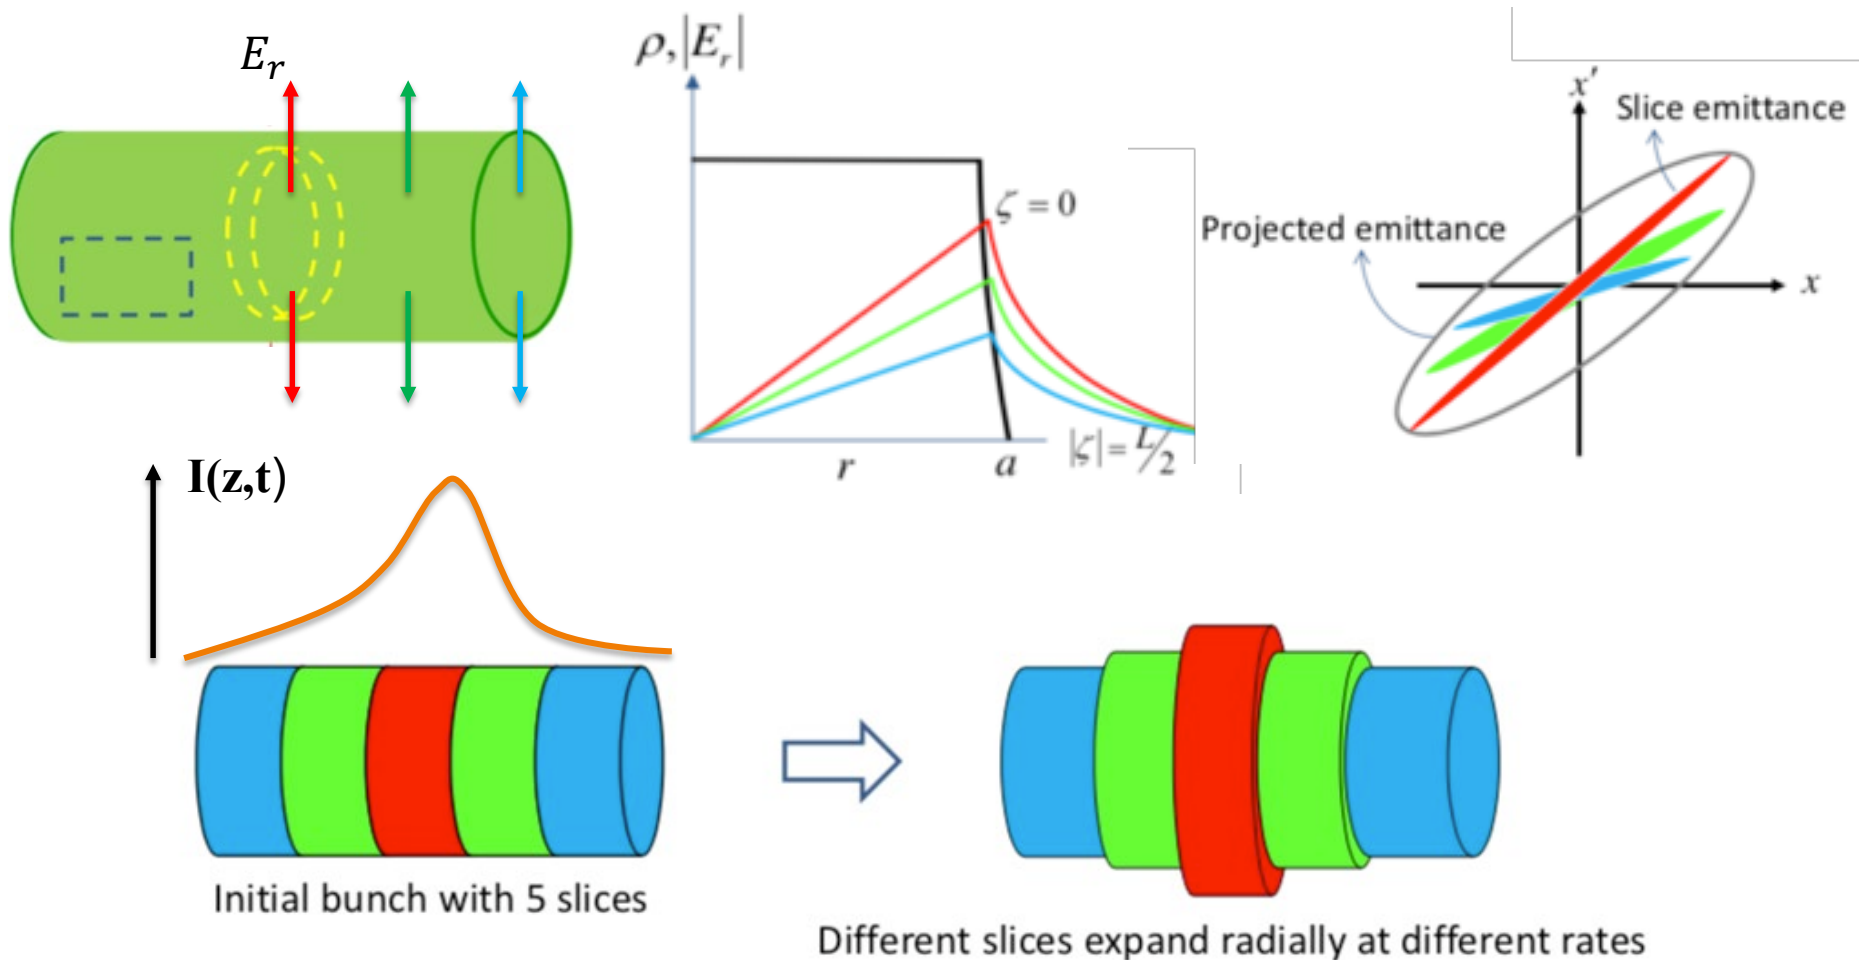 E_r
ρ, |E_r|
ζ = 0
r
a
|ζ| = L/2
x′
Slice emittance
Projected emittance
x
I(z,t)
Initial bunch with 5 slices
Different slices expand radially at different rates